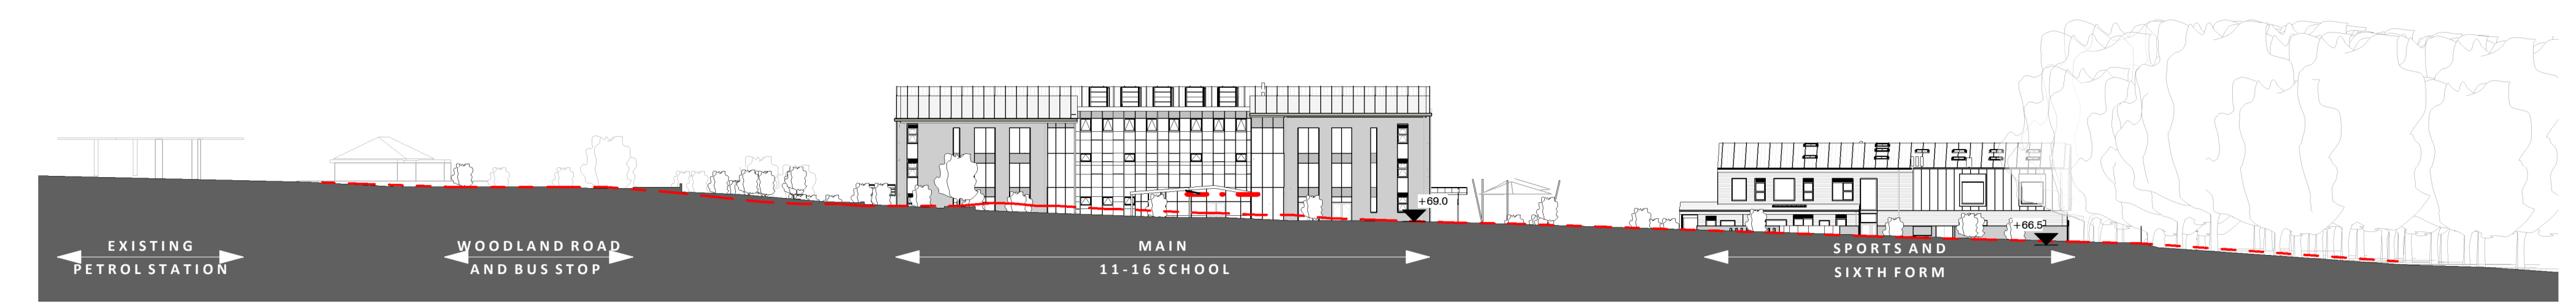 EXISTING
PETROL STATION
WOODLAND ROAD
AND BUS STOP
MAIN
11-16 SCHOOL
+69.0
SPORTS AND
SIXTH FORM
+66.5